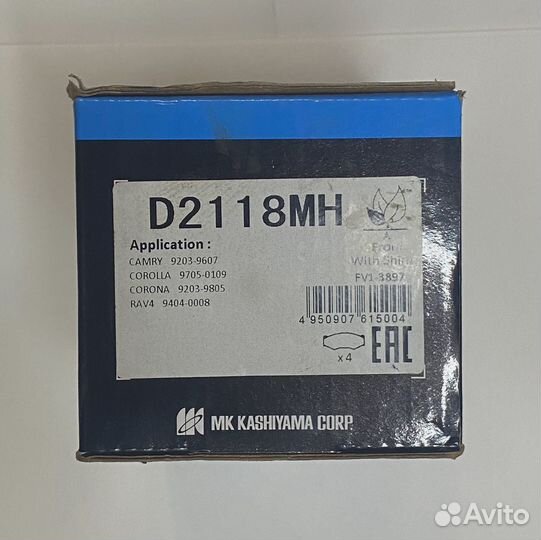 D2118MH
Application :
CAMRY 9203-9607
COROLLA 9705-0109
CORONA 9203-9805
RAV4 9404-0008
With Shim
FV1-3897
4 950907 615004
x4
EAC
MK KASHIYAMA CORP.
Avito